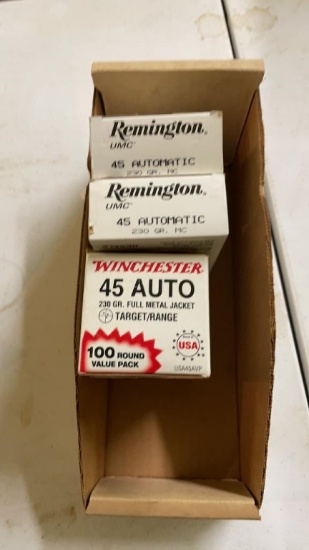 Remington®
UMC®
45 AUTOMATIC
230 GR. MC
Remington®
UMC®
45 AUTOMATIC
230 GR. MC
WINCHESTER
45 AUTO
230 GR. FULL METAL JACKET
TARGET/RANGE
100 ROUND
VALUE PACK
USA
USA45AVP